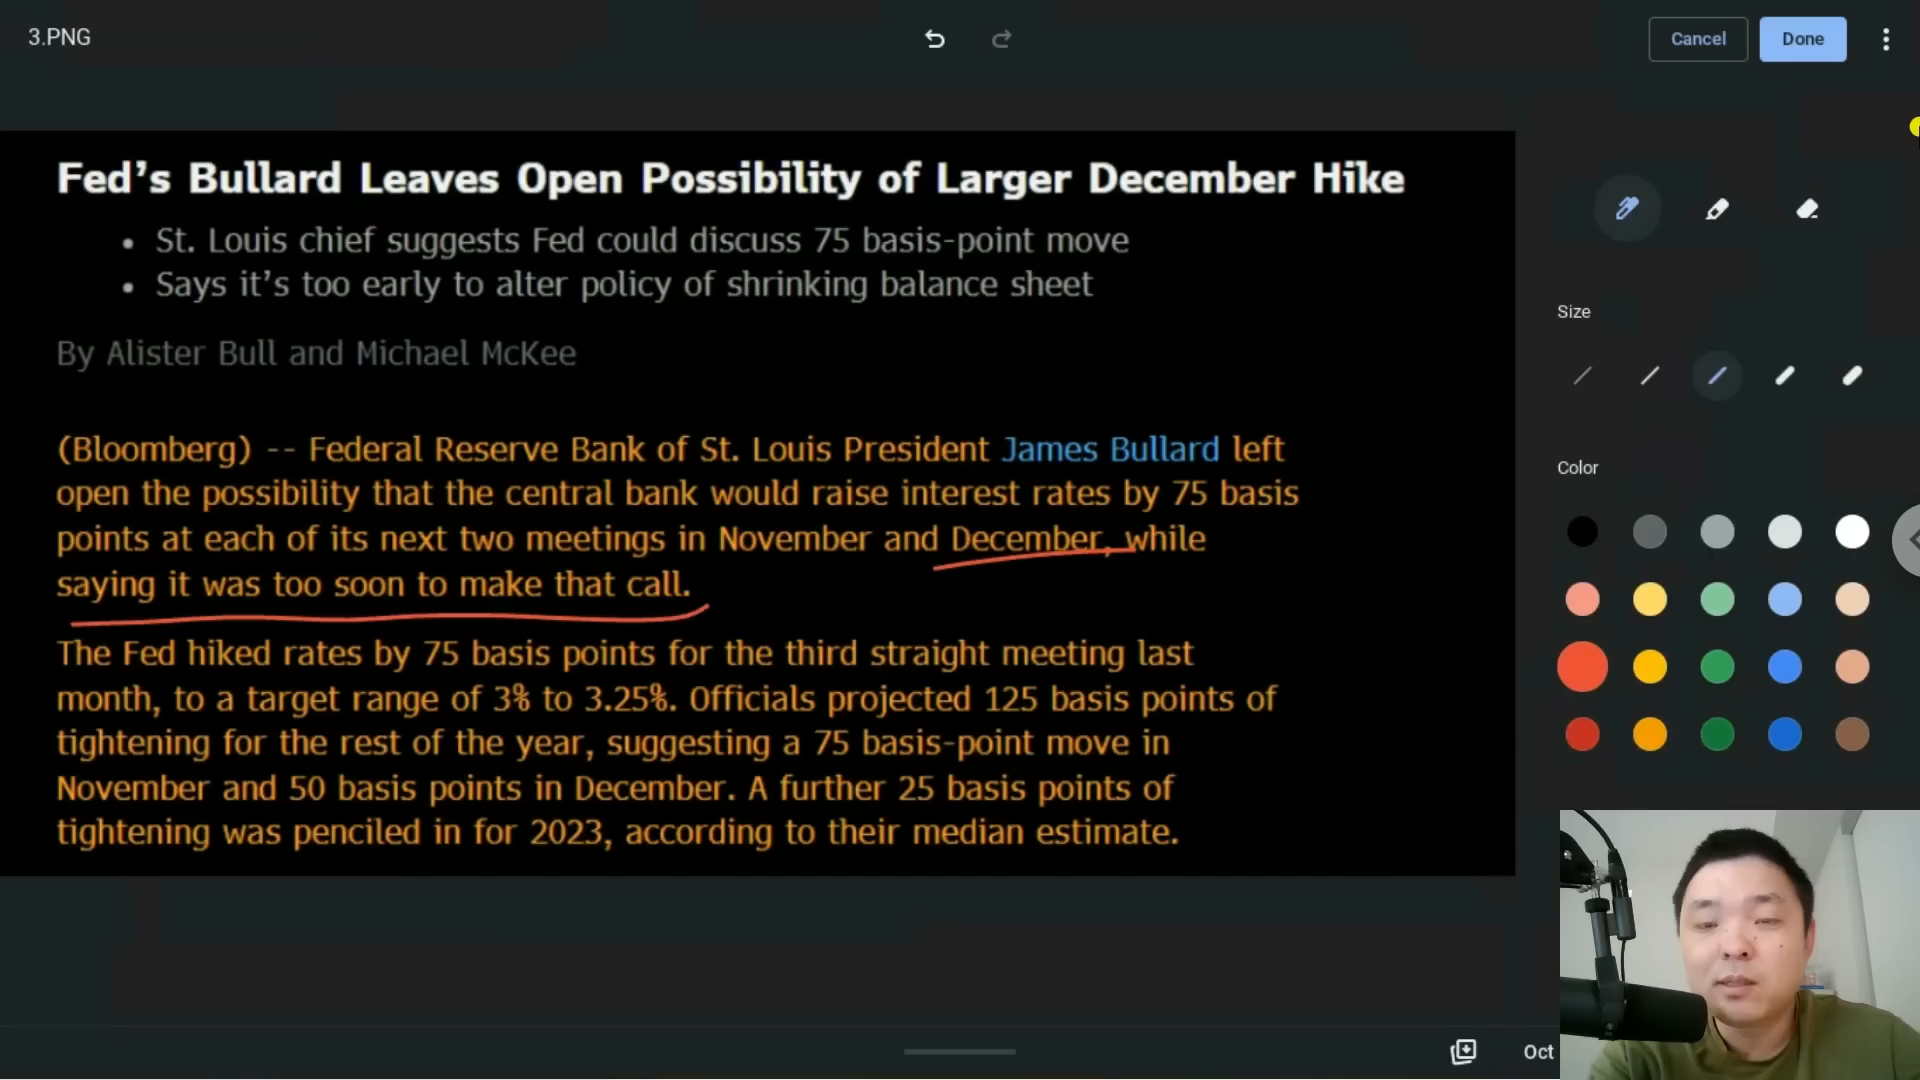 3.PNG
Cancel
Done
Fed's Bullard Leaves Open Possibility of Larger December Hike
• St. Louis chief suggests Fed could discuss 75 basis-point move
• Says it's too early to alter policy of shrinking balance sheet
By Alister Bull and Michael McKee
(Bloomberg) -- Federal Reserve Bank of St. Louis President James Bullard left
open the possibility that the central bank would raise interest rates by 75 basis
points at each of its next two meetings in November and December, while
saying it was too soon to make that call.
The Fed hiked rates by 75 basis points for the third straight meeting last
month, to a target range of 3% to 3.25%. Officials projected 125 basis points of
tightening for the rest of the year, suggesting a 75 basis-point move in
November and 50 basis points in December. A further 25 basis points of
tightening was penciled in for 2023, according to their median estimate.
Size
Color
Oct